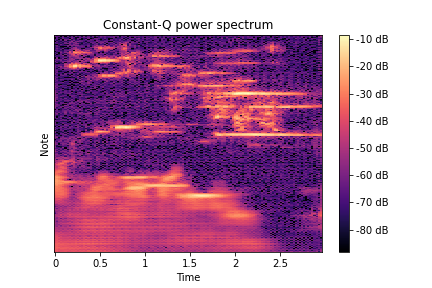 Constant-Q power spectrum
Note
-10 dB
-20 dB
-30 dB
-40 dB
-50 dB
-60 dB
-70 dB
-80 dB
0
0.5
1
1.5
2
2.5
Time